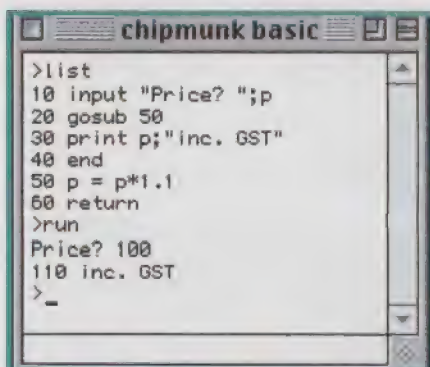 chipmunk basic
>list
10 input "Price? ";p
20 gosub 50
30 print p;"inc. GST"
40 end
50 p = p*1.1
60 return
>run
Price? 100
110 inc. GST
>_